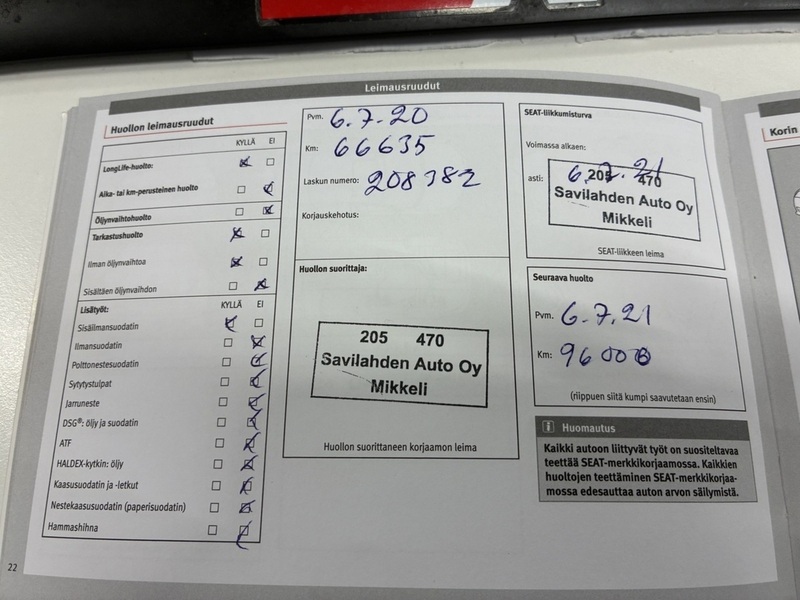 Leimausruudut
Huollon leimausruudut
KYLLÄ EI
LongLife-huolto:
Aika- tai km-perusteinen huolto
Öljynvaihtohuolto
Tarkastushuolto
Ilman öljynvaihtoa
Sisältäen öljynvaihdon
Lisätyöt: KYLLÄ EI
Sisäilmansuodatin
Ilmansuodatin
Polttonestesuodatin
Sytytystulpat
Jarruneste
DSG®: öljy ja suodatin
ATF
HALDEX-kytkin: öljy
Kaasusuodatin ja -letkut
Nestekaasusuodatin (paperisuodatin)
Hammashihna
22
Pvm. 6.7.20
Km: 66635
Laskun numero: 208382
Korjauskehotus:
Huollon suorittaja:
205 470
Savilahden Auto Oy
Mikkeli
Huollon suorittaneen korjaamon leima
SEAT-liikkumisturva
Voimassa alkaen:
asti: 6.7.21
205 470
Savilahden Auto Oy
Mikkeli
SEAT-liikkeen leima
Seuraava huolto
Pvm. 6.7.21
Km: 96000
(riippuen siitä kumpi saavutetaan ensin)
Huomautus
Kaikki autoon liittyvät työt on suositeltavaa
teettää SEAT-merkkikorjaamossa. Kaikkien
huoltojen teettäminen SEAT-merkkikorjaa-
mossa edesauttaa auton arvon säilymistä.
Korin